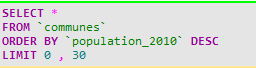 SELECT *
FROM `communes`
ORDER BY `population_2010` DESC
LIMIT 0 , 30